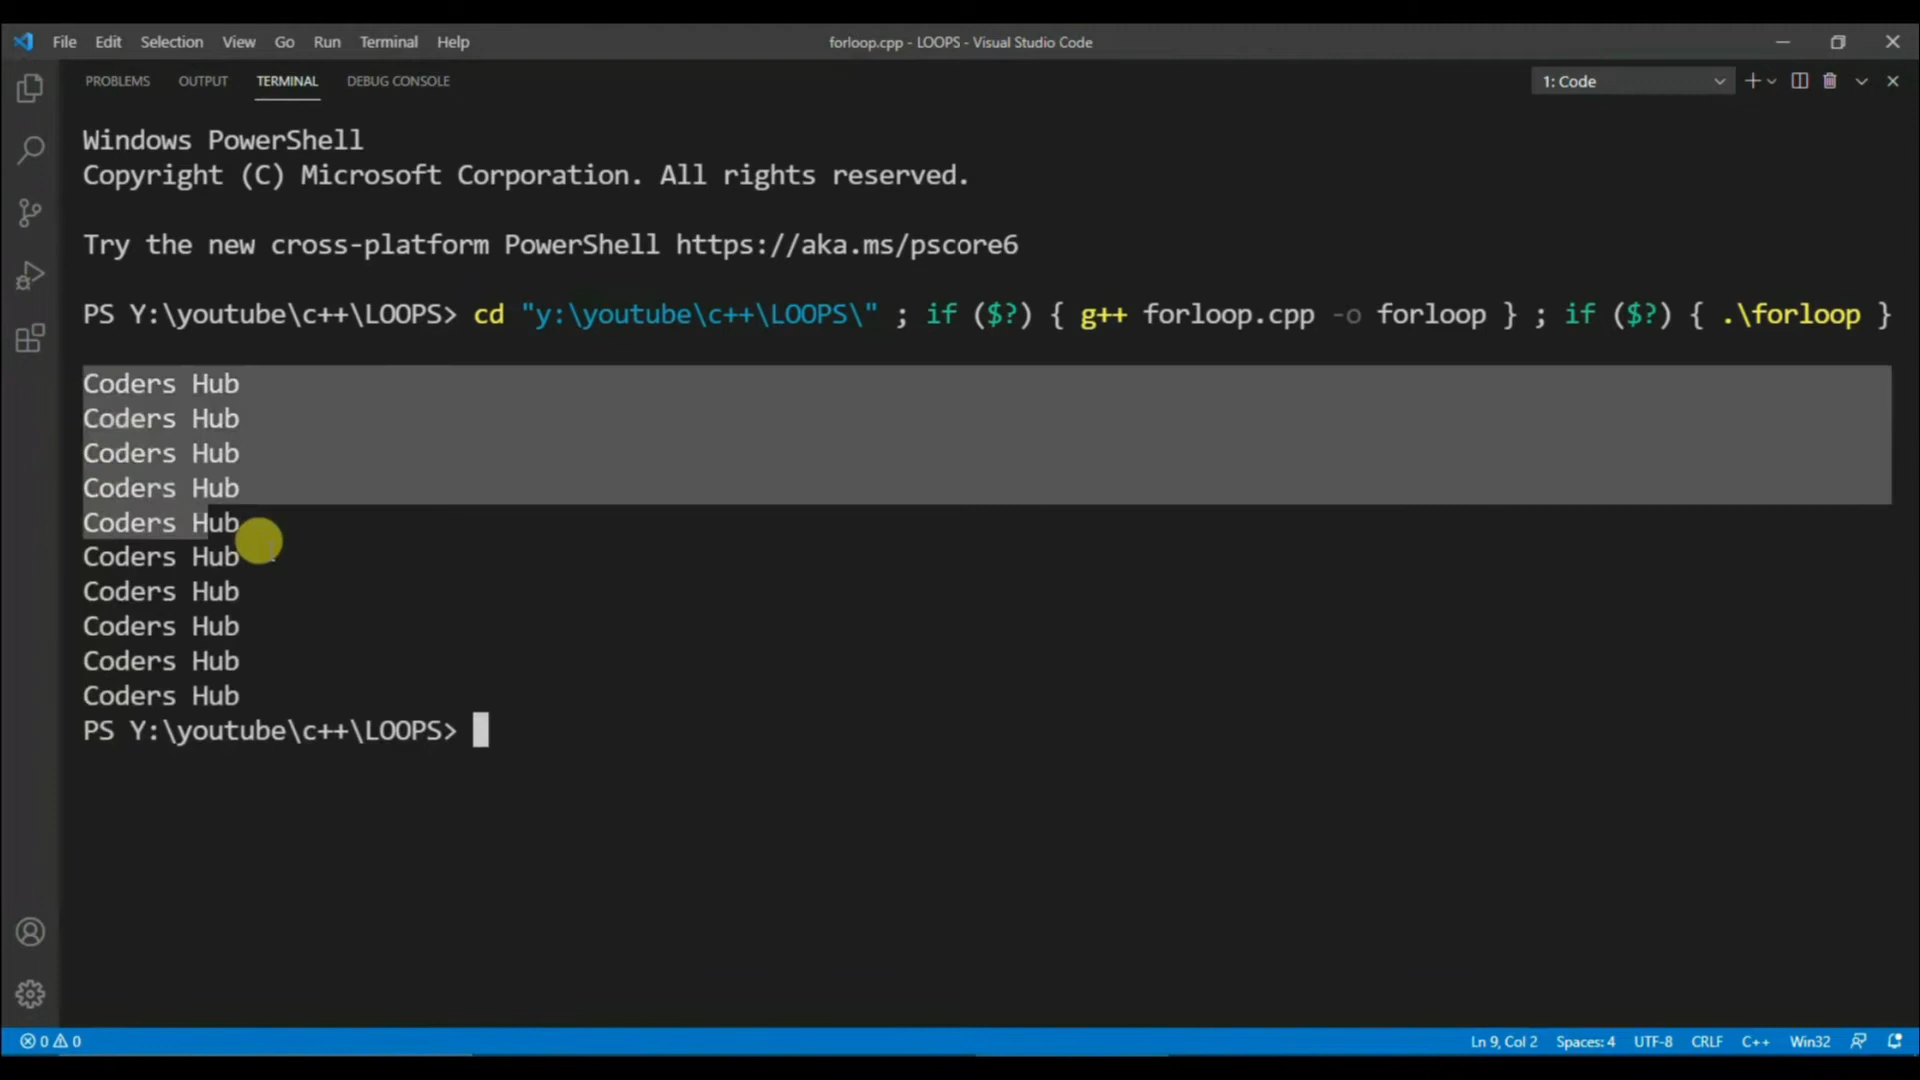 File Edit Selection View Go Run Terminal Help
forloop.cpp - LOOPS - Visual Studio Code
PROBLEMS OUTPUT TERMINAL DEBUG CONSOLE
1: Code
Windows PowerShell
Copyright (C) Microsoft Corporation. All rights reserved.
Try the new cross-platform PowerShell https://aka.ms/pscore6
PS Y:\youtube\c++\LOOPS> cd "y:\youtube\c++\LOOPS\" ; if ($?) { g++ forloop.cpp -o forloop } ; if ($?) { .\forloop }
Coders Hub
Coders Hub
Coders Hub
Coders Hub
Coders Hub
Coders Hub
Coders Hub
Coders Hub
Coders Hub
Coders Hub
PS Y:\youtube\c++\LOOPS>
0 0
Ln 9, Col 2 Spaces: 4 UTF-8 CRLF C++ Win32